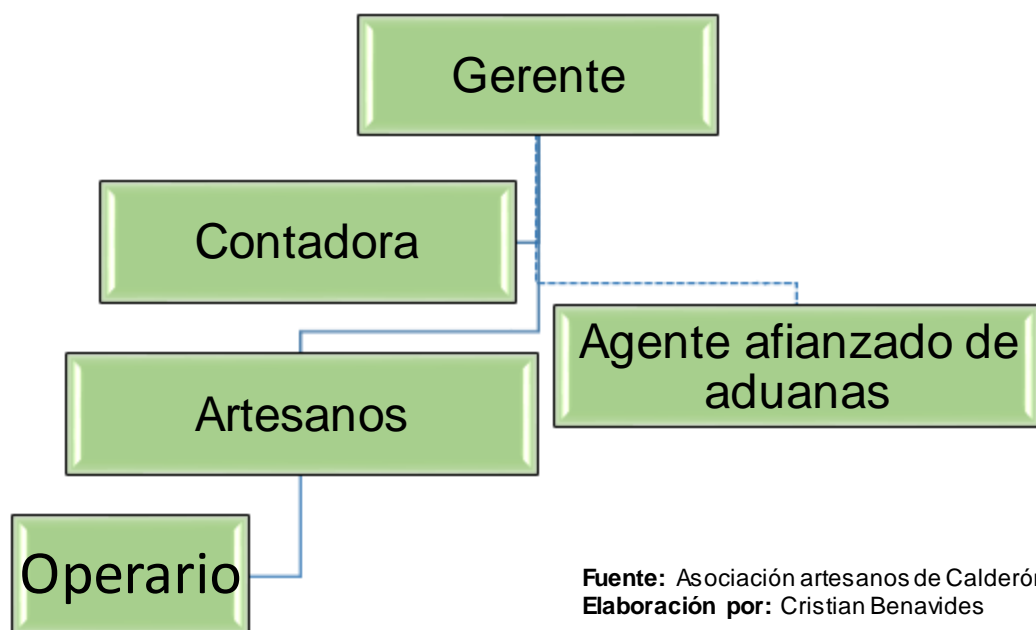 Gerente
Contadora
Agente afianzado de
aduanas
Artesanos
Operario
Fuente: Asociación artesanos de Calderón
Elaboración por: Cristian Benavides